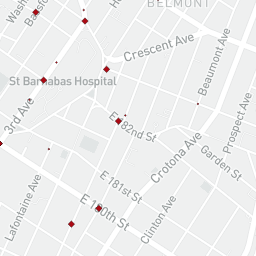 BELMONT
Crescent Ave
St Barnabas Hospital
3rd Ave
E 182nd St
Beaumont Ave
Prospect Ave
Crotona Ave
Garden St
E 181st St
E 180th St
Lafontaine Ave
Clinton Ave